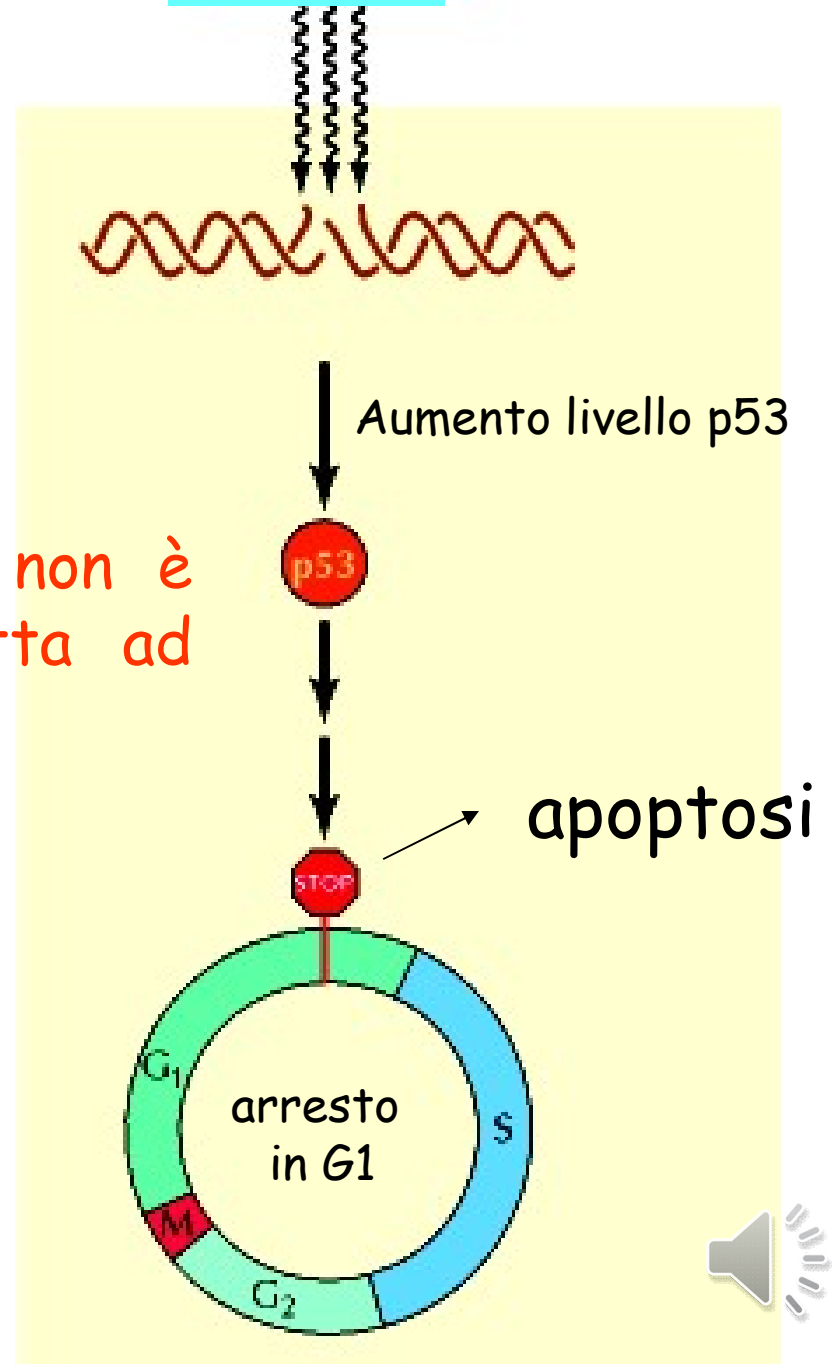 Aumento livello p53
non è
p53
ad
apoptosi
STOP
G₁
arresto
in G1
S
M
G₂